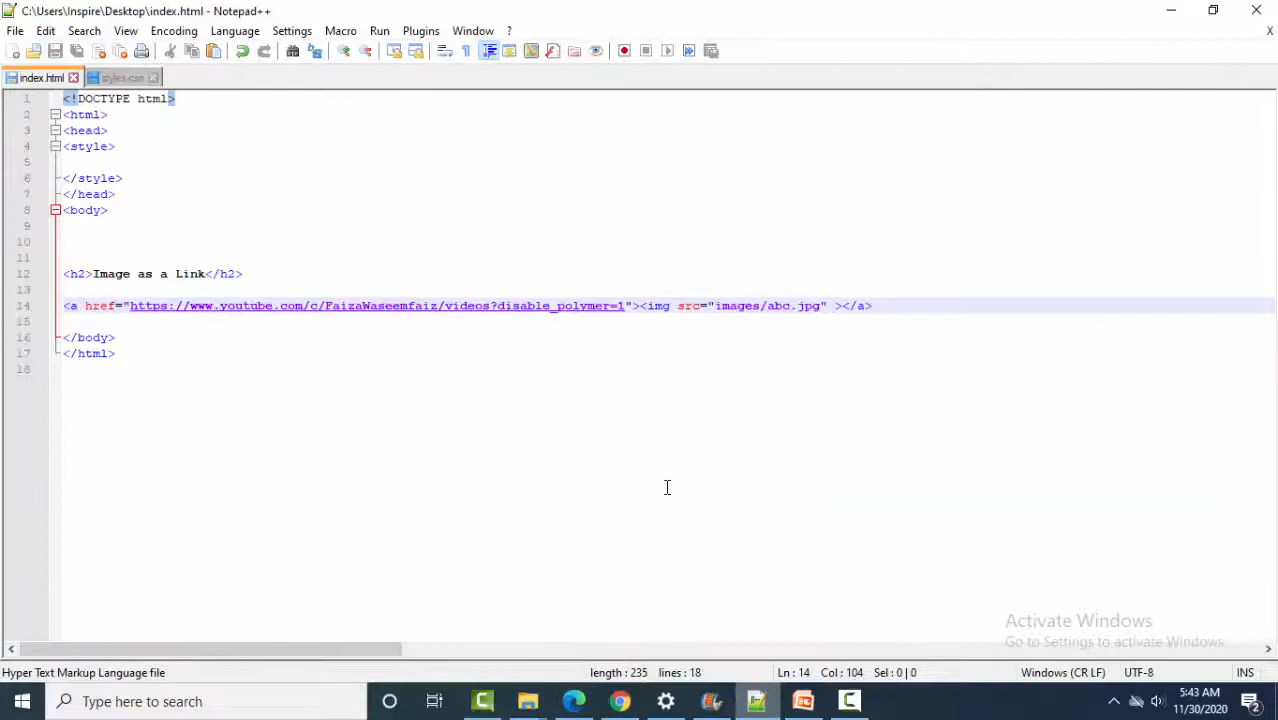 C:\Users\Inspire\Desktop\index.html - Notepad++
File Edit Search View Encoding Language Settings Tools Macro Run Plugins Window ?
X
index.html styles.css
1 <!DOCTYPE html>
2 <html>
3 <head>
4 <style>
5
6 </style>
7 </head>
8 <body>
9
10
11
12 <h2>Image as a Link</h2>
13
14 <a href="https://www.youtube.com/c/FaizaWaseemfaiz/videos?disable_polymer=1"><img src="images/abc.jpg" ></a>
15
16 </body>
17 </html>
18
Activate Windows
Go to Settings to activate Windows.
Hyper Text Markup Language file length : 235 lines : 18 Ln : 14 Col : 104 Sel : 0 | 0 Windows (CR LF) UTF-8 INS
Type here to search
5:43 AM
11/30/2020
2